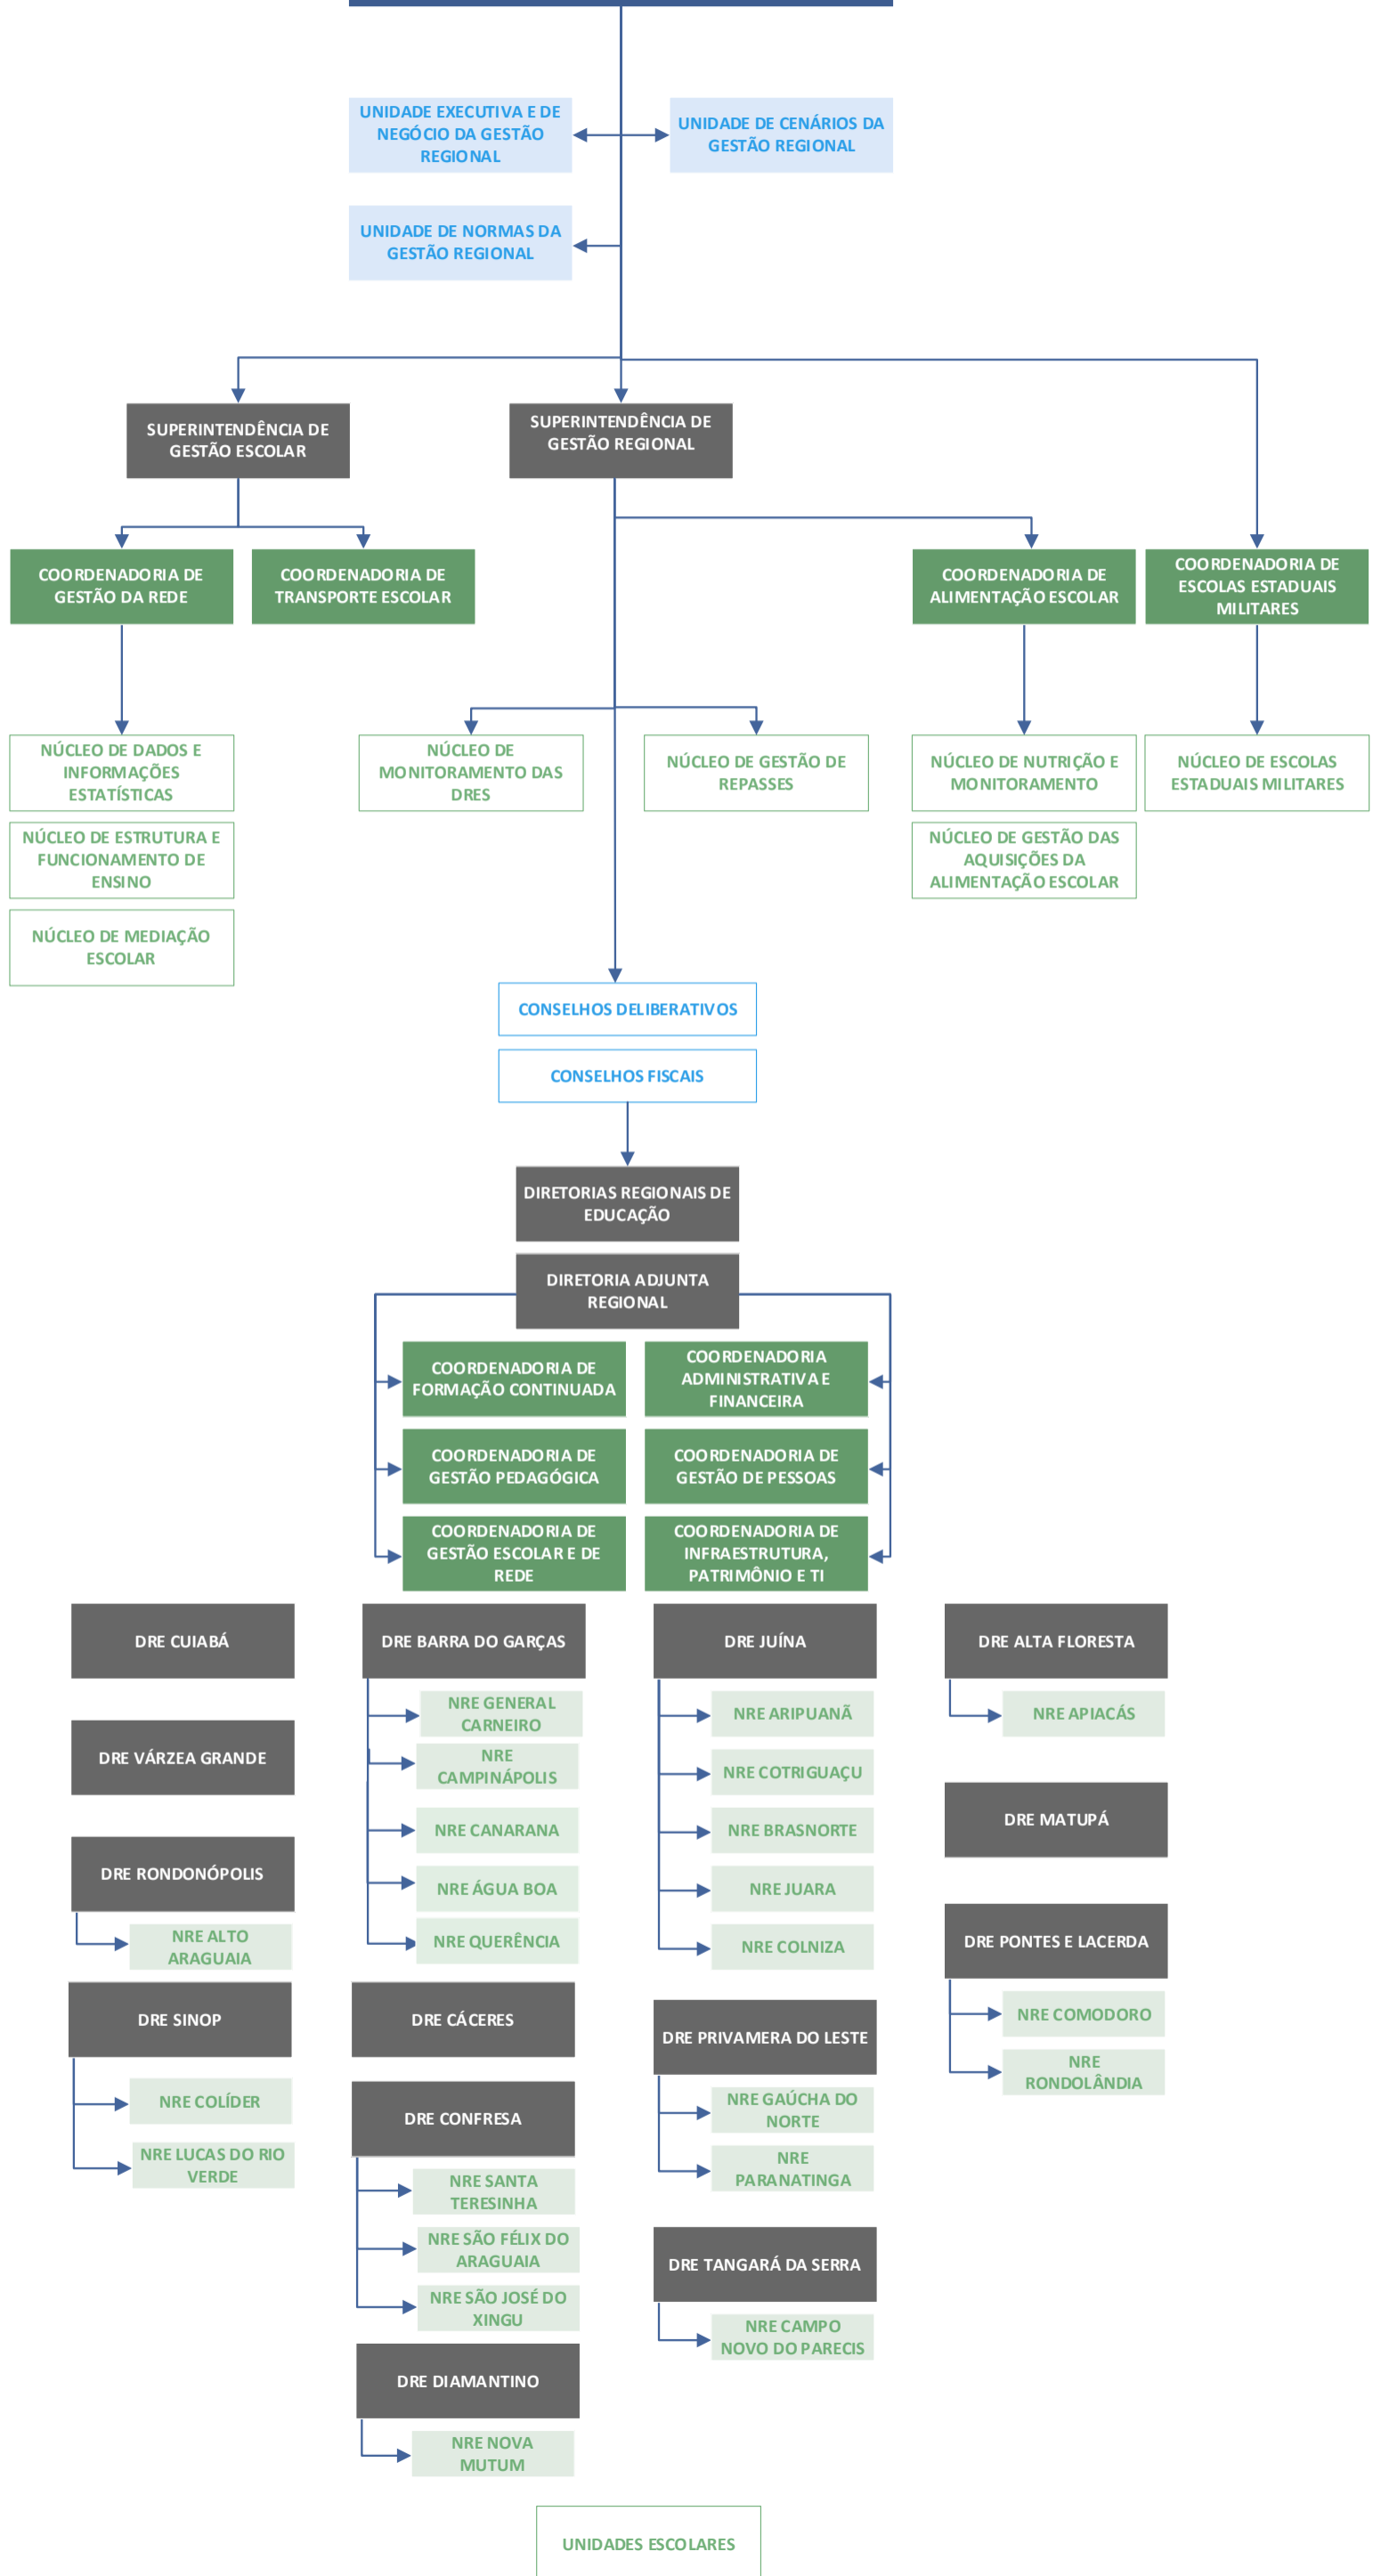 UNIDADE EXECUTIVA E DE
NEGÓCIO DA GESTÃO
REGIONAL
UNIDADE DE CENÁRIOS DA
GESTÃO REGIONAL
UNIDADE DE NORMAS DA
GESTÃO REGIONAL
SUPERINTENDÊNCIA DE
GESTÃO ESCOLAR
SUPERINTENDÊNCIA DE
GESTÃO REGIONAL
COORDENADORIA DE
GESTÃO DA REDE
COORDENADORIA DE
TRANSPORTE ESCOLAR
COORDENADORIA DE
ALIMENTAÇÃO ESCOLAR
COORDENADORIA DE
ESCOLAS ESTADUAIS
MILITARES
NÚCLEO DE DADOS E
INFORMAÇÕES
ESTATÍSTICAS
NÚCLEO DE
MONITORAMENTO DAS
DRES
NÚCLEO DE GESTÃO DE
REPASSES
NÚCLEO DE NUTRIÇÃO E
MONITORAMENTO
NÚCLEO DE ESCOLAS
ESTADUAIS MILITARES
NÚCLEO DE ESTRUTURA E
FUNCIONAMENTO DE
ENSINO
NÚCLEO DE GESTÃO DAS
AQUISIÇÕES DA
ALIMENTAÇÃO ESCOLAR
NÚCLEO DE MEDIAÇÃO
ESCOLAR
CONSELHOS DELIBERATIVOS
CONSELHOS FISCAIS
DIRETORIAS REGIONAIS DE
EDUCAÇÃO
DIRETORIA ADJUNTA
REGIONAL
COORDENADORIA DE
FORMAÇÃO CONTINUADA
COORDENADORIA
ADMINISTRATIVA E
FINANCEIRA
COORDENADORIA DE
GESTÃO PEDAGÓGICA
COORDENADORIA DE
GESTÃO DE PESSOAS
COORDENADORIA DE
GESTÃO ESCOLAR E DE
REDE
COORDENADORIA DE
INFRAESTRUTURA,
PATRIMÔNIO E TI
DRE CUIABÁ
DRE VÁRZEA GRANDE
DRE RONDONÓPOLIS
NRE ALTO
ARAGUAIA
DRE SINOP
NRE COLÍDER
NRE LUCAS DO RIO
VERDE
DRE BARRA DO GARÇAS
NRE GENERAL
CARNEIRO
NRE
CAMPINÁPOLIS
NRE CANARANA
NRE ÁGUA BOA
NRE QUERÊNCIA
DRE CÁCERES
DRE CONFRESA
NRE SANTA
TERESINHA
NRE SÃO FÉLIX DO
ARAGUAIA
NRE SÃO JOSÉ DO
XINGU
DRE DIAMANTINO
NRE NOVA
MUTUM
DRE JUÍNA
NRE ARIPUANÃ
NRE COTRIGUAÇU
NRE BRASNORTE
NRE JUARA
NRE COLNIZA
DRE PRIVAMERA DO LESTE
NRE GAÚCHA DO
NORTE
NRE
PARANATINGA
DRE TANGARÁ DA SERRA
NRE CAMPO
NOVO DO PARECIS
DRE ALTA FLORESTA
NRE APIACÁS
DRE MATUPÁ
DRE PONTES E LACERDA
NRE COMODORO
NRE
RONDOLÂNDIA
UNIDADES ESCOLARES